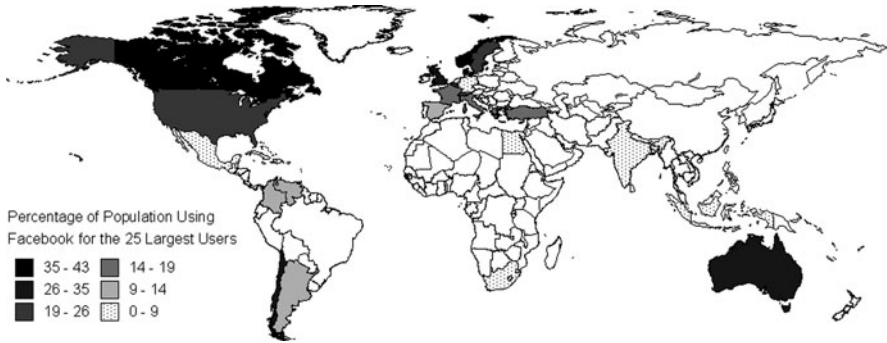 Percentage of Population Using
Facebook for the 25 Largest Users
35 - 43
14 - 19
26 - 35
9 - 14
19 - 26
0 - 9